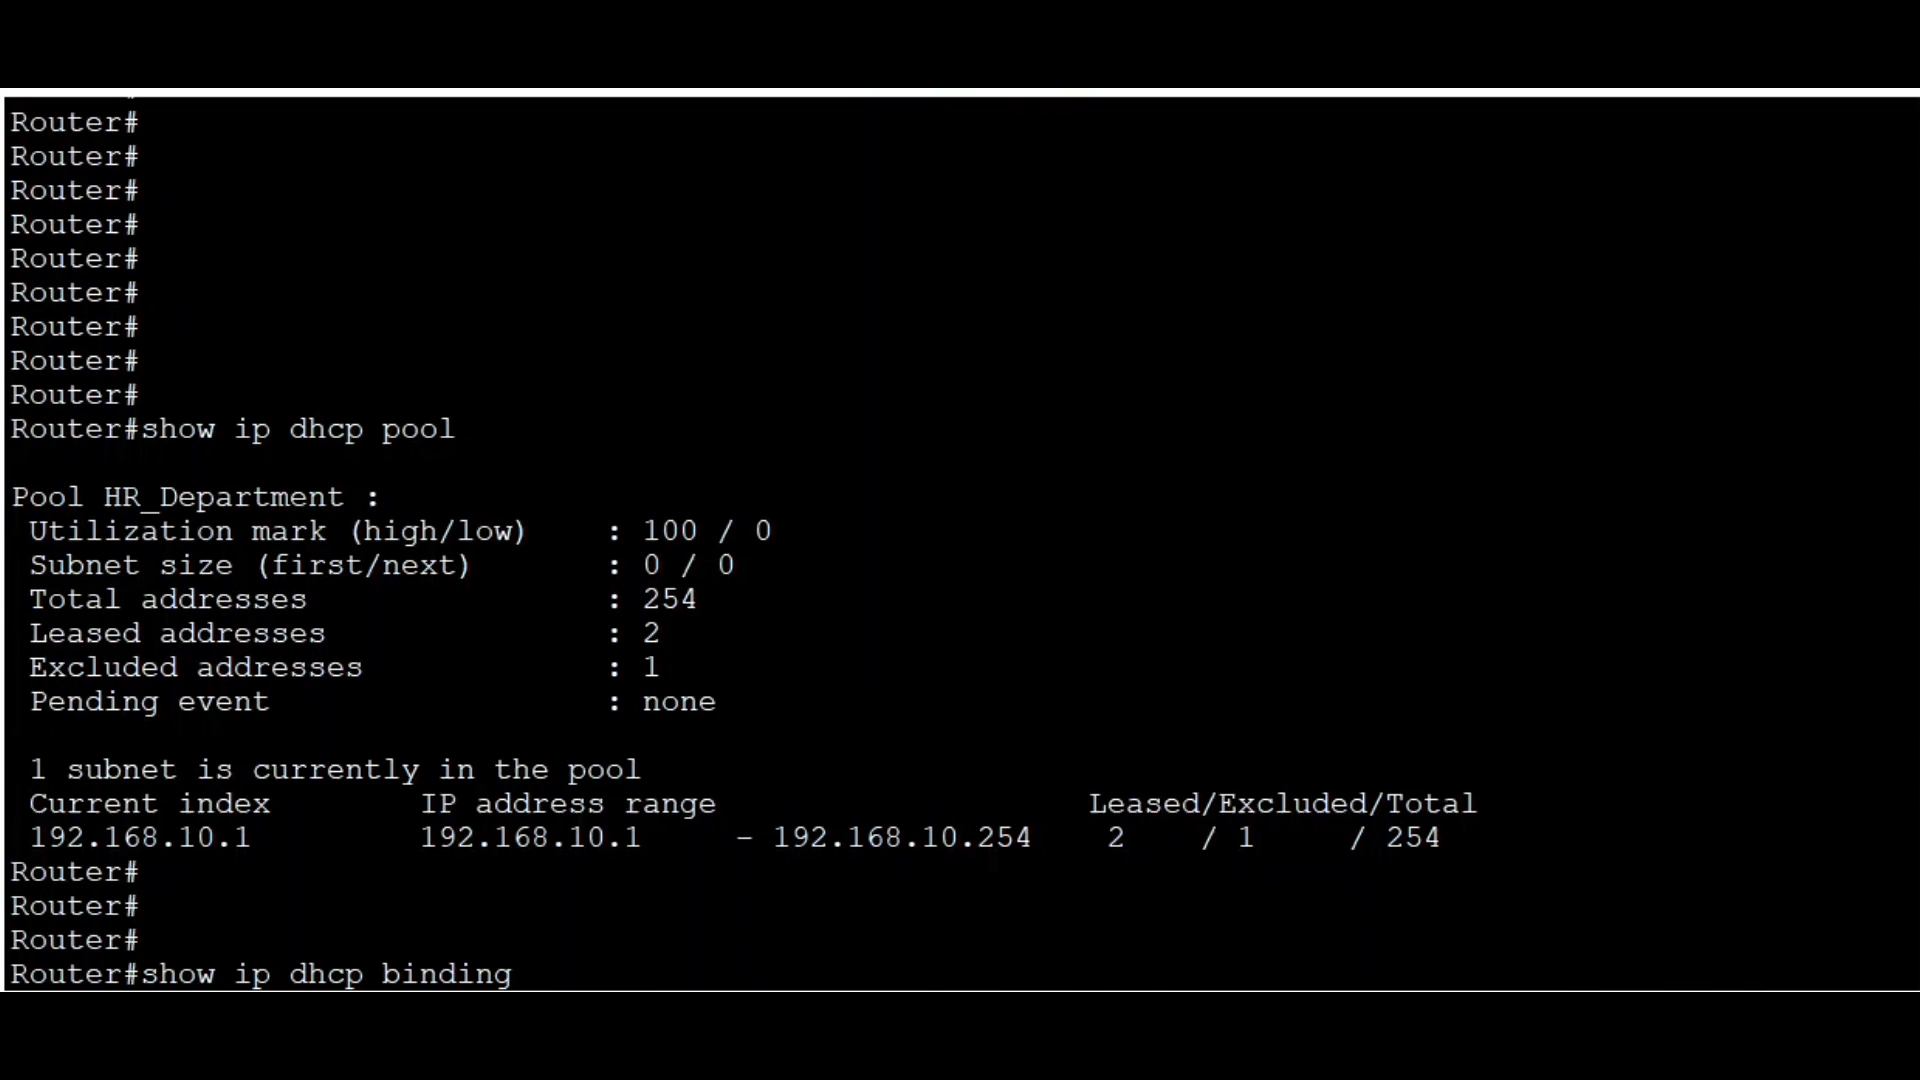 Router#
Router#
Router#
Router#
Router#
Router#
Router#
Router#
Router#
Router#show ip dhcp pool
Pool HR_Department :
Utilization mark (high/low) : 100 / 0
Subnet size (first/next) : 0 / 0
Total addresses : 254
Leased addresses : 2
Excluded addresses : 1
Pending event : none
1 subnet is currently in the pool
Current index IP address range Leased/Excluded/Total
192.168.10.1 192.168.10.1 - 192.168.10.254 2 / 1 / 254
Router#
Router#
Router#
Router#show ip dhcp binding